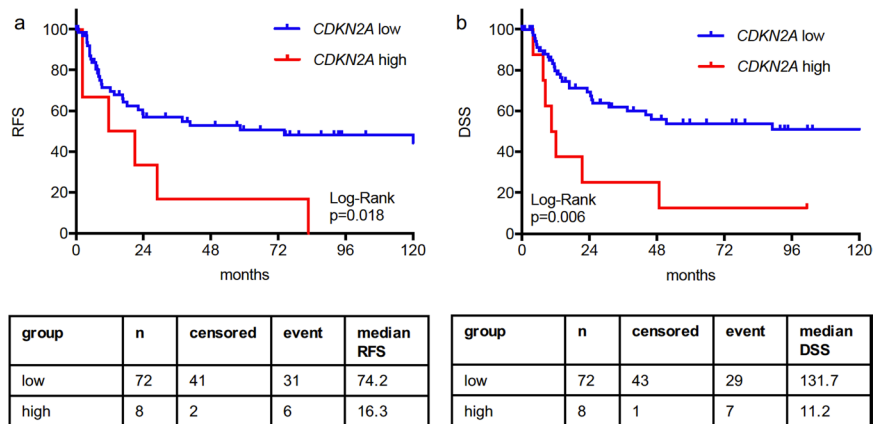 a
CDKN2A low
CDKN2A high
RFS
100
80
60
40
20
0
Log-Rank
p=0.018
0 24 48 72 96 120
months
group n censored event median RFS
low 72 41 31 74.2
high 8 2 6 16.3
b
CDKN2A low
CDKN2A high
DSS
100
80
60
40
20
0
Log-Rank
p=0.006
0 24 48 72 96 120
months
group n censored event median DSS
low 72 43 29 131.7
high 8 1 7 11.2